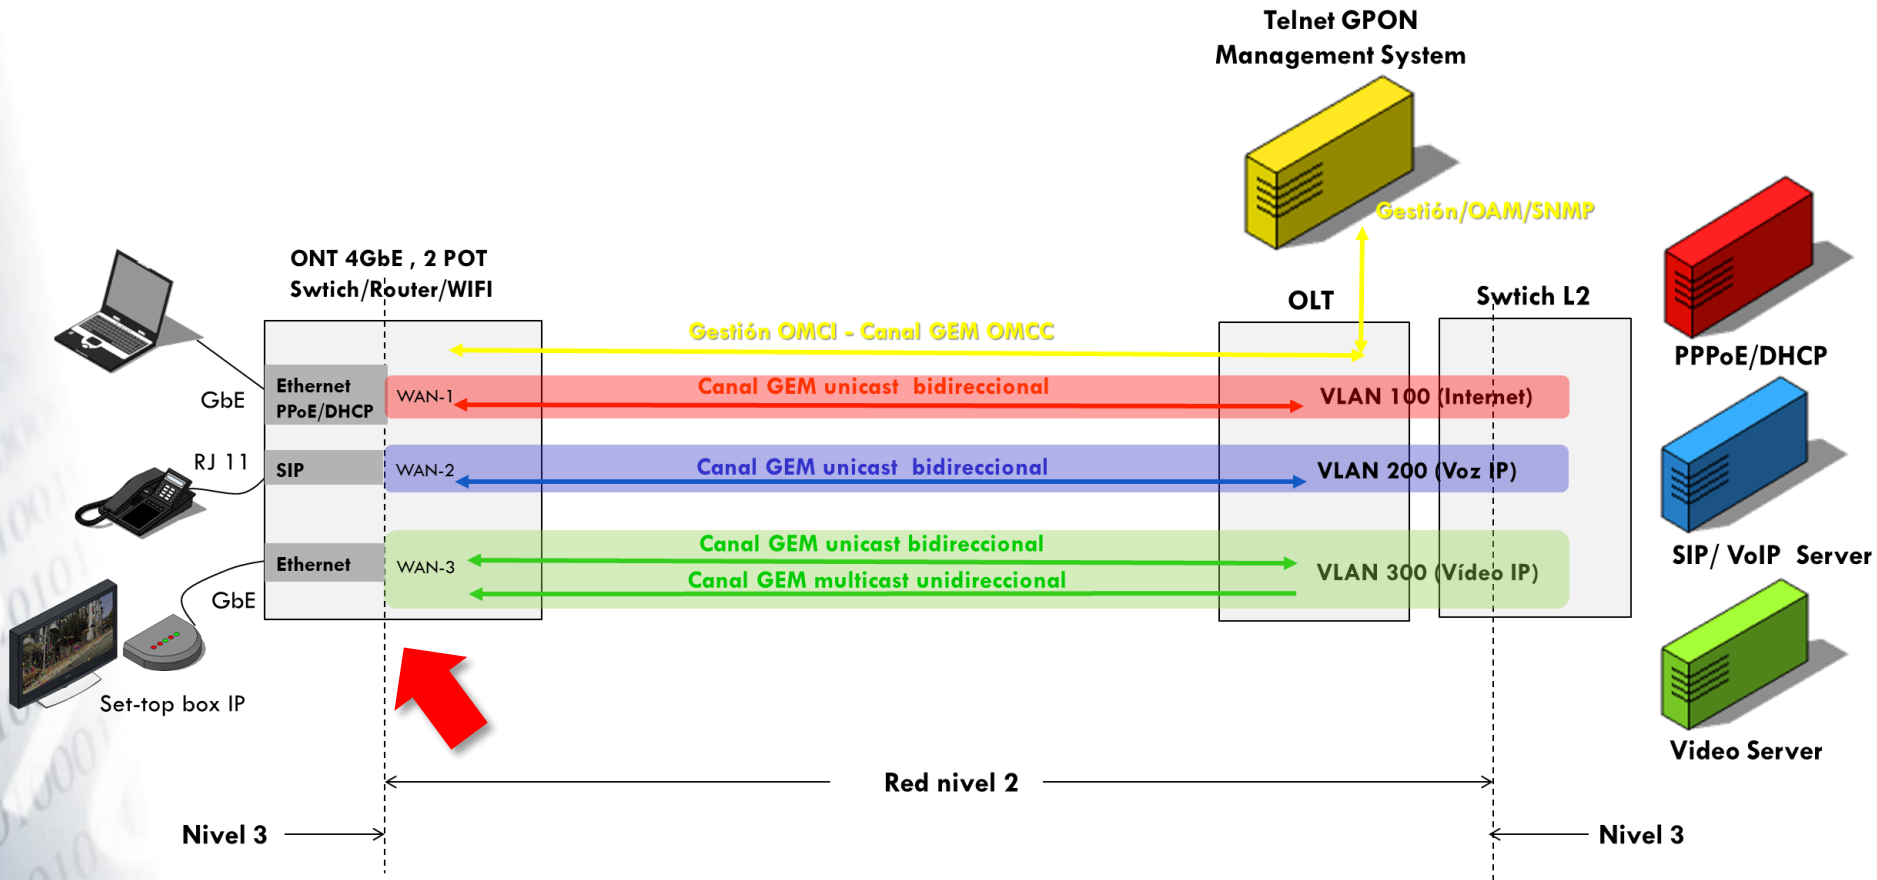 Telnet GPON
Management System
Gestión/OAM/SNMP
ONT 4GbE , 2 POT
Swtich/Router/WIFI
OLT
Swtich L2
Gestión OMCI - Canal GEM OMCC
PPPoE/DHCP
GbE
Ethernet
PPoE/DHCP
WAN-1
Canal GEM unicast bidireccional
VLAN 100 (Internet)
RJ 11
SIP
WAN-2
Canal GEM unicast bidireccional
VLAN 200 (Voz IP)
SIP/ VoIP Server
Ethernet
WAN-3
Canal GEM unicast bidireccional
Canal GEM multicast unidireccional
VLAN 300 (Vídeo IP)
GbE
Set-top box IP
Video Server
Red nivel 2
Nivel 3
Nivel 3